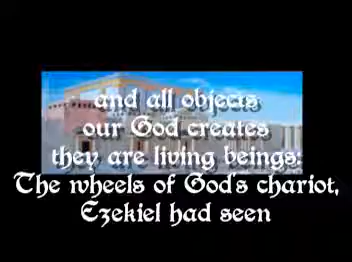 and all objects
our God creates
they are living beings:
The wheels of God's chariot,
Ezekiel had seen